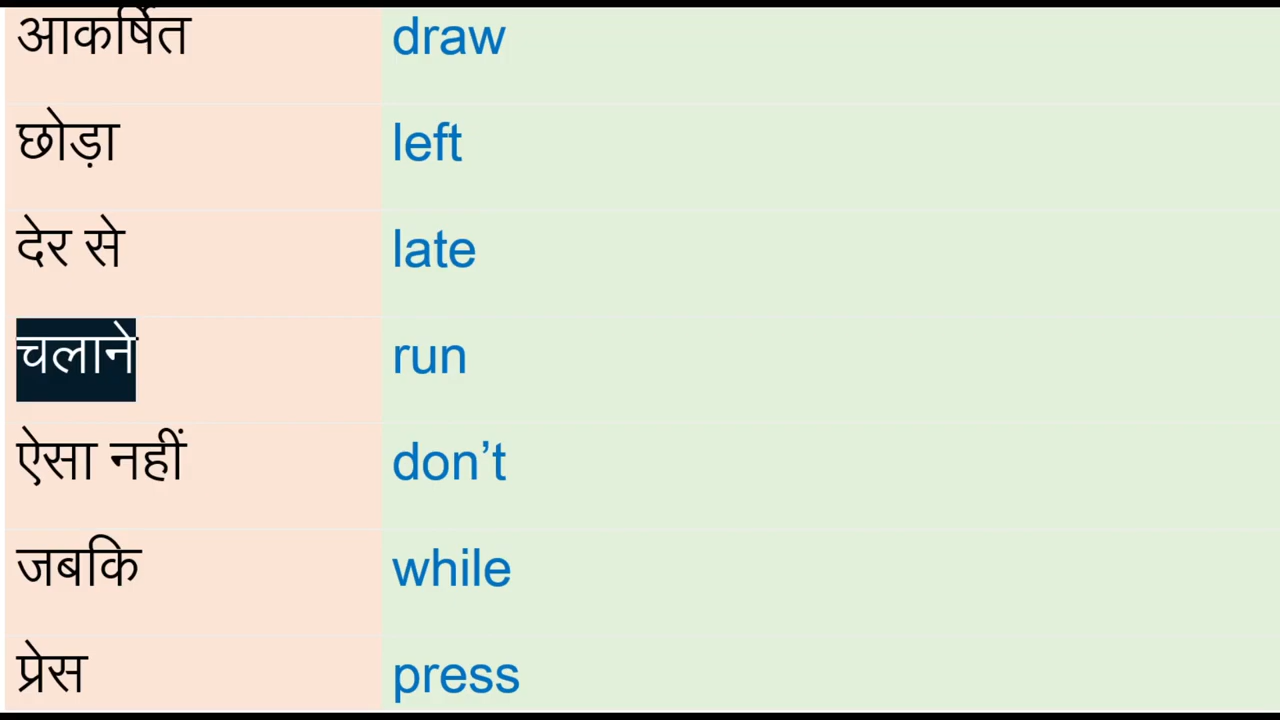 आकर्षित draw
छोड़ा left
देर से late
चलाने run
ऐसा नहीं don’t
जबकि while
प्रेस press